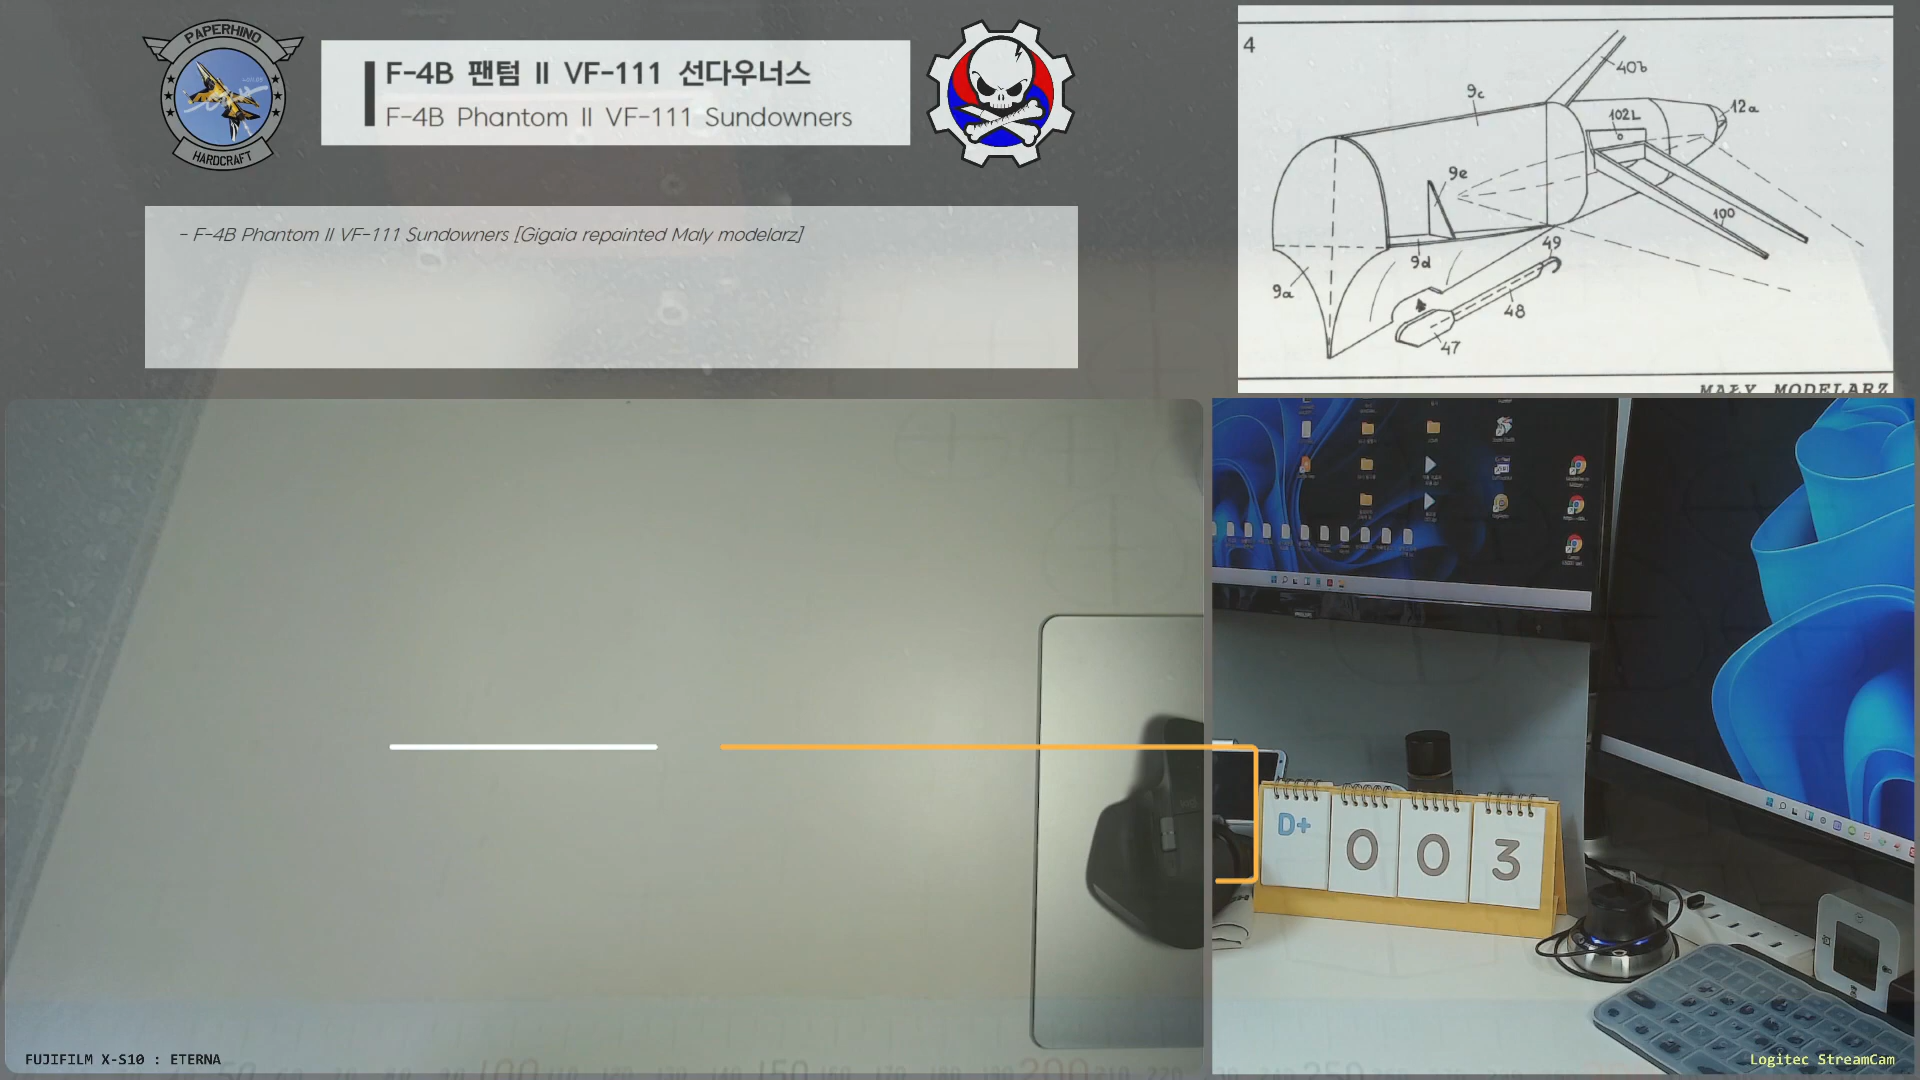 PAPERHINO
HARDCRAFT
F-4B 팬텀 II VF-111 선다우너스
F-4B Phantom II VF-111 Sundowners
- F-4B Phantom II VF-111 Sundowners [Gigaia repainted Maly modelarz]
4
40b
9c
12a
102L
9e
100
49
9d
9a
48
47
MAŁY MODELARZ
D+ 0 0 3
FUJIFILM X-S10 : ETERNA
Logitec StreamCam